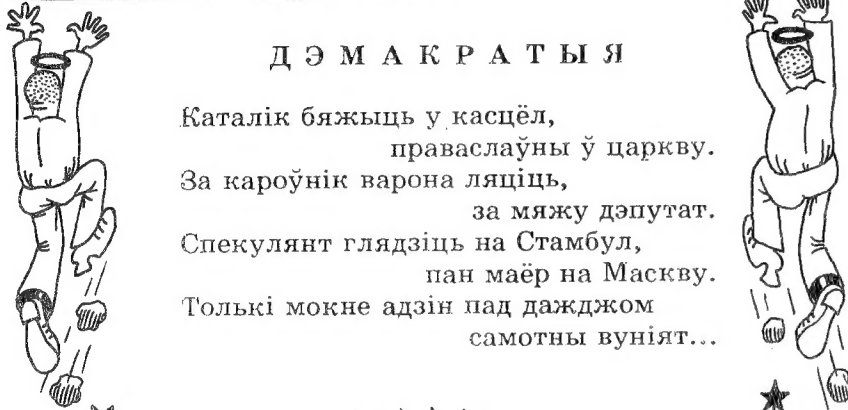 ДЭМАКРАТЫЯ
Каталік бяжыць у касцёл,
праваслаўны ў царкву.
За кароўнік варона ляціць,
за мяжу дэпутат.
Спекулянт глядзіць на Стамбул,
пан маёр на Маскву.
Толькі мокне адзін пад дажджом
самотны вуніят...